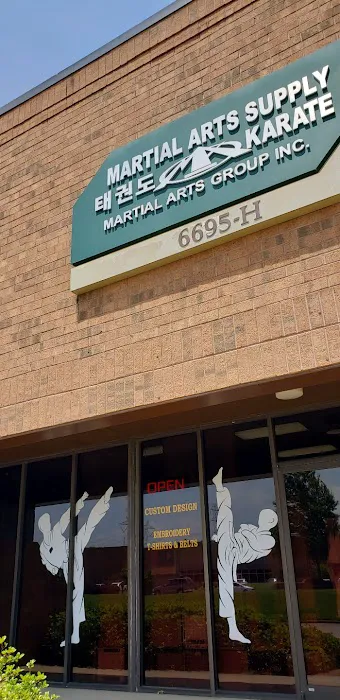 MARTIAL ARTS SUPPLY
태권도 KARATE
MARTIAL ARTS GROUP INC.
6695-H
OPEN
CUSTOM DESIGN
EMBROIDERY
T-SHIRTS & BELTS